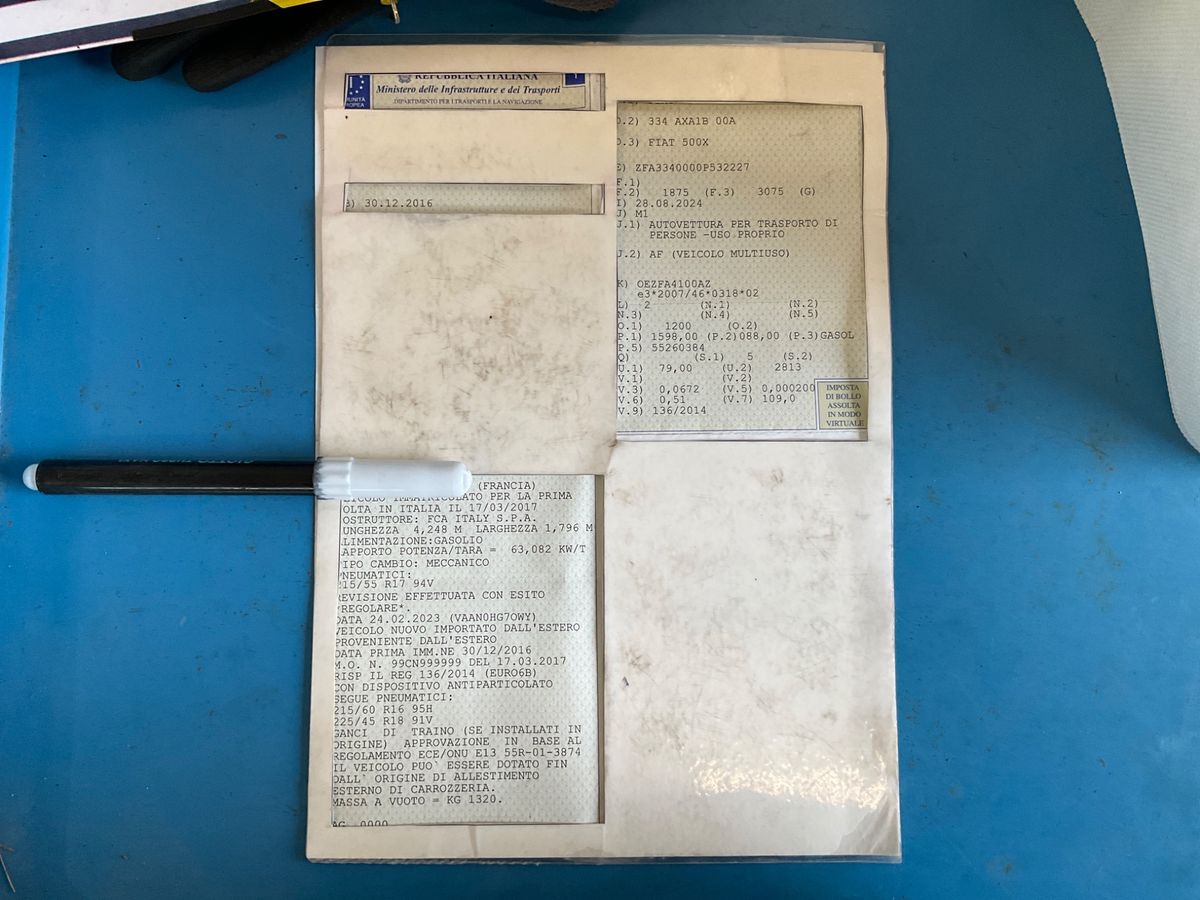 REPUBBLICA ITALIANA
Ministero delle Infrastrutture e dei Trasporti
DIPARTIMENTO PER I TRASPORTI E LA NAVIGAZIONE
UNITÀ
ROPEA
I
B) 30.12.2016
D.2) 334 AXA1B 00A
D.3) FIAT 500X
E) ZFA3340000P532227
F.1)
F.2) 1875 (F.3) 3075 (G)
I) 28.08.2024
J) M1
J.1) AUTOVETTURA PER TRASPORTO DI
PERSONE -USO PROPRIO
J.2) AF (VEICOLO MULTIUSO)
K) OEZFA4100AZ
e3*2007/46*0318*02
L) 2 (N.1) (N.2)
N.3) (N.4) (N.5)
O.1) 1200 (O.2)
P.1) 1598,00 (P.2)088,00 (P.3)GASOL
P.5) 55260384
Q) (S.1) 5 (S.2)
U.1) 79,00 (U.2) 2813
V.1) (V.2)
V.3) 0,0672 (V.5) 0,000200
V.6) 0,51 (V.7) 109,0
V.9) 136/2014
IMPOSTA
DI BOLLO
ASSOLTA
IN MODO
VIRTUALE
(FRANCIA)
EICOLO IMMATRICOLATO PER LA PRIMA
OLTA IN ITALIA IL 17/03/2017
OSTRUTTORE: FCA ITALY S.P.A.
UNGHEZZA 4,248 M LARGHEZZA 1,796 M
LIMENTAZIONE:GASOLIO
APPORTO POTENZA/TARA = 63,082 KW/T
IPO CAMBIO: MECCANICO
PNEUMATICI:
215/55 R17 94V
REVISIONE EFFETTUATA CON ESITO
*REGOLARE*.
DATA 24.02.2023 (VAAN0HG7OWY)
VEICOLO NUOVO IMPORTATO DALL'ESTERO
PROVENIENTE DALL'ESTERO
DATA PRIMA IMM.NE 30/12/2016
M.O. N. 99CN999999 DEL 17.03.2017
RISP IL REG 136/2014 (EURO6B)
CON DISPOSITIVO ANTIPARTICOLATO
SEGUE PNEUMATICI:
215/60 R16 95H
225/45 R18 91V
GANCI DI TRAINO (SE INSTALLATI IN
ORIGINE) APPROVAZIONE IN BASE AL
REGOLAMENTO ECE/ONU E13 55R-01-3874
IL VEICOLO PUO` ESSERE DOTATO FIN
DALL` ORIGINE DI ALLESTIMENTO
ESTERNO DI CARROZZERIA.
MASSA A VUOTO = KG 1320.
AG. 0000